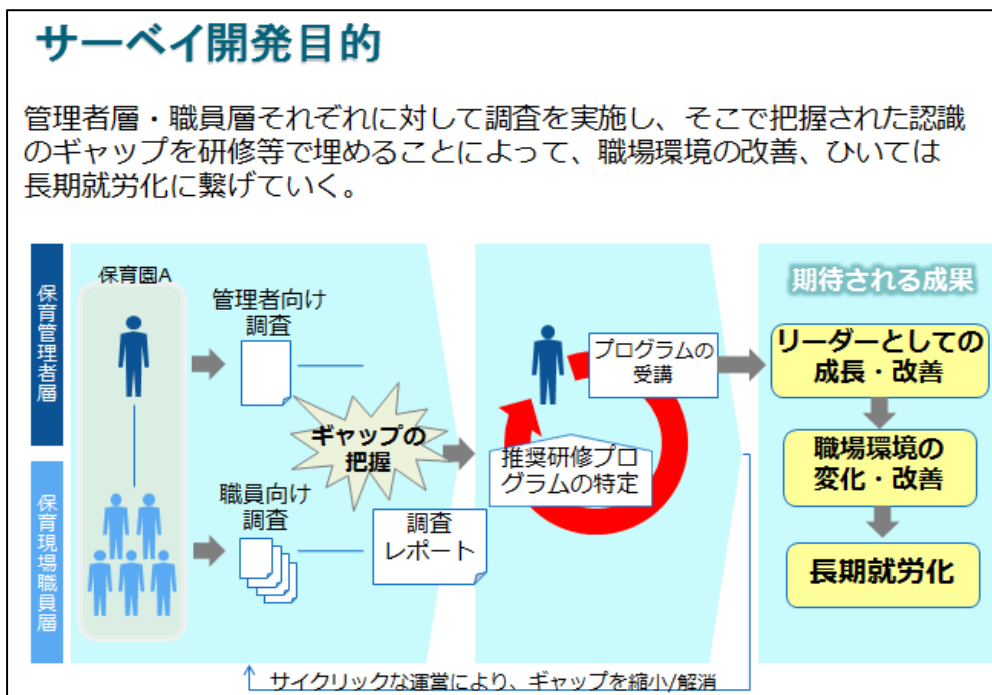 サーベイ開発目的
管理者層・職員層それぞれに対して調査を実施し、そこで把握された認識
のギャップを研修等で埋めることによって、職場環境の改善、ひいては
長期就労化に繋げていく。
保育管理者層
保育園A
管理者向け
調査
ギャップの
把握
保育現場職員層
職員向け
調査
調査
レポート
プログラムの
受講
推奨研修プロ
グラムの特定
期待される成果
リーダーとしての
成長・改善
職場環境の
変化・改善
長期就労化
サイクリックな運営により、ギャップを縮小/解消